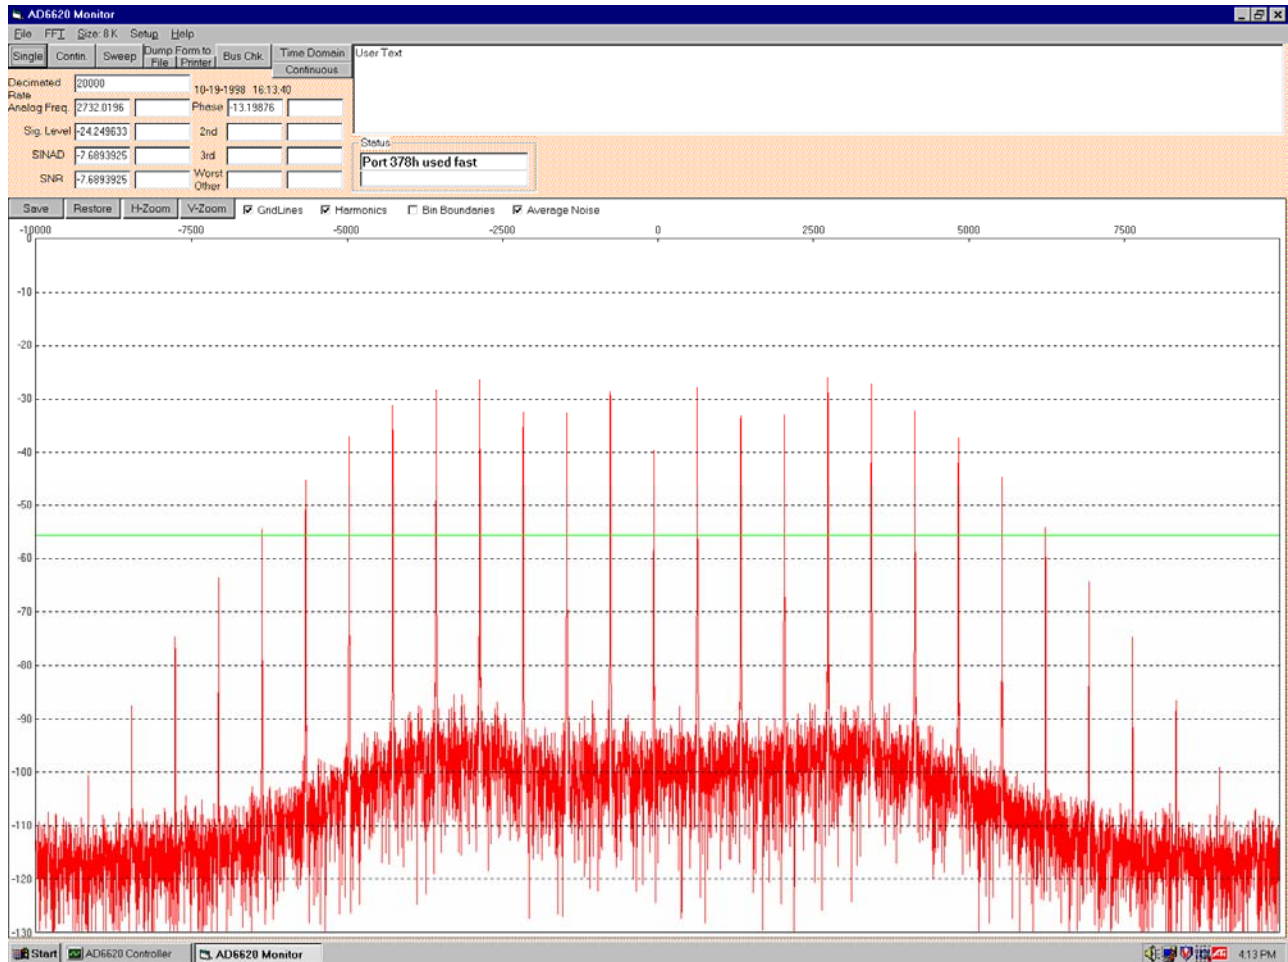 AD6620 Monitor
File FFT Size: 8 K Setup Help
Single Contin. Sweep Dump to File Form to Printer Bus Chk. Time Domain Continuous
User Text
Decimated Rate 20000
10-19-1998 16:13:40
Analog Freq. 2732.0196 Phase -13.19876
Sig. Level -24.249633 2nd
SINAD -7.6893925 3rd
SNR -7.6893925 Worst Other
Status
Port 378h used fast
Save Restore H-Zoom V-Zoom GridLines Harmonics Bin Boundaries Average Noise
-10000 -7500 -5000 -2500 0 2500 5000 7500
0
-10
-20
-30
-40
-50
-60
-70
-80
-90
-100
-110
-120
-130
Start AD6620 Controller AD6620 Monitor 4:13 PM